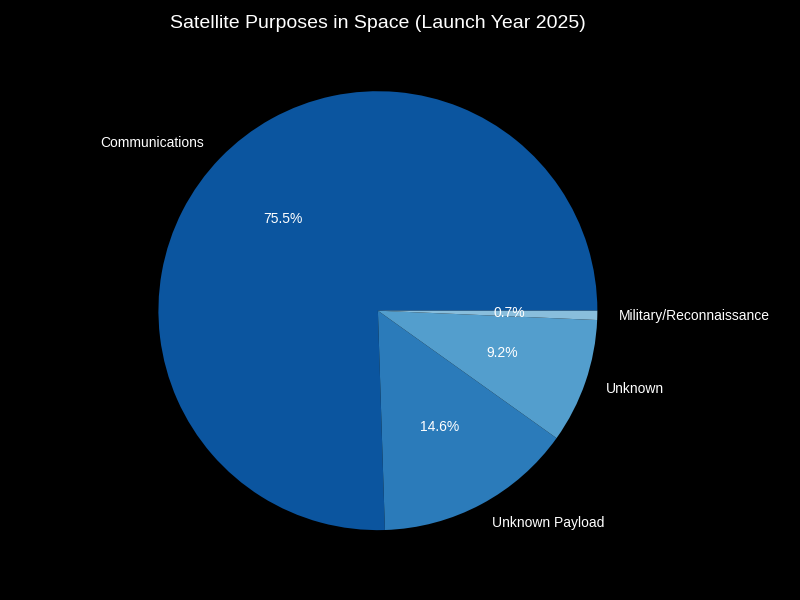 Satellite Purposes in Space (Launch Year 2025)
Communications
75.5%
0.7%
Military/Reconnaissance
9.2%
Unknown
14.6%
Unknown Payload